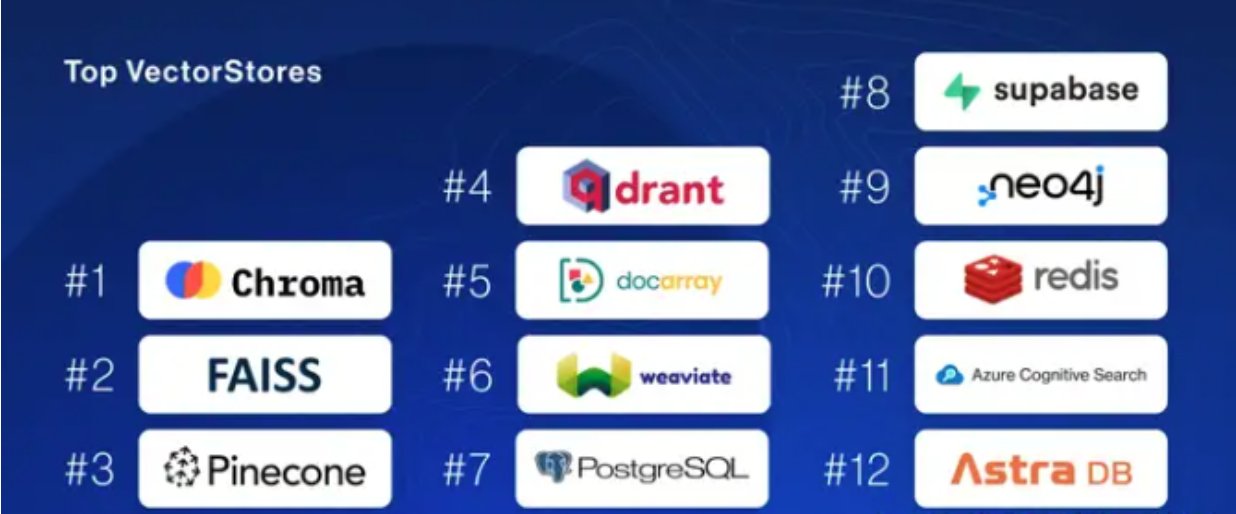 Top VectorStores
#1 Chroma
#2 FAISS
#3 Pinecone
#4 qdrant
#5 docarray
#6 weaviate
#7 PostgreSQL
#8 supabase
#9 neo4j
#10 redis
#11 Azure Cognitive Search
#12 Astra DB